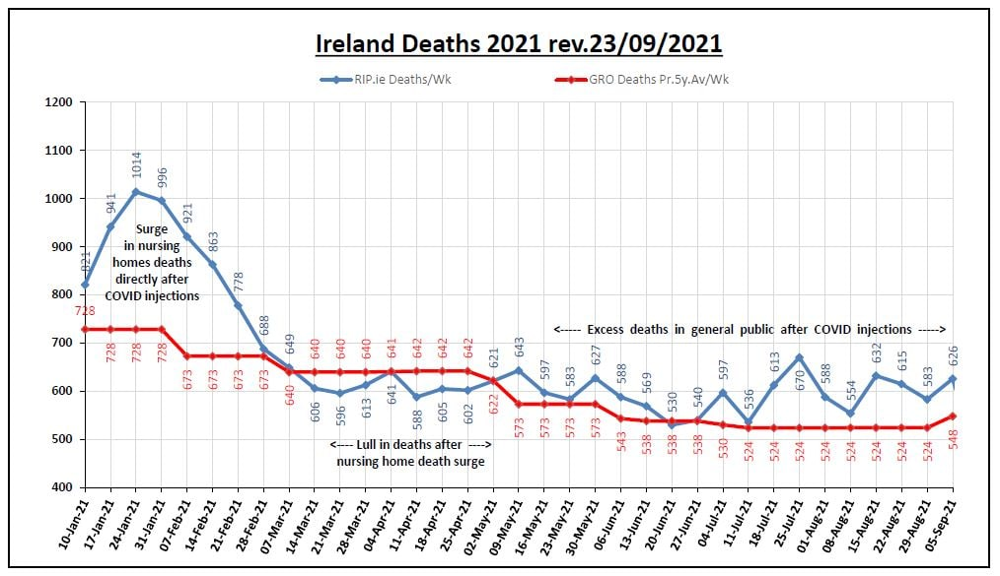 Ireland Deaths 2021 rev.23/09/2021
RIP.ie Deaths/Wk GRO Deaths Pr.5y.Av/Wk
1200
1100
1000
900
800
700
600
500
400
821 941 1014 996 921 863 778 688 649 606 596 613 641 588 605 602 621 643 597 583 627 588 569 530 540 597 536 613 670 588 554 632 615 583 626
728 728 728 728 673 673 673 673 640 640 640 640 641 642 642 642 622 573 573 573 573 543 538 538 538 530 524 524 524 524 524 524 524 524 548
Surge
in nursing
homes deaths
directly after
COVID injections
<---- Lull in deaths after ---->
nursing home death surge
<----- Excess deaths in general public after COVID injections ----->
10-Jan-21
17-Jan-21
24-Jan-21
31-Jan-21
07-Feb-21
14-Feb-21
21-Feb-21
28-Feb-21
07-Mar-21
14-Mar-21
21-Mar-21
28-Mar-21
04-Apr-21
11-Apr-21
18-Apr-21
25-Apr-21
02-May-21
09-May-21
16-May-21
23-May-21
30-May-21
06-Jun-21
13-Jun-21
20-Jun-21
27-Jun-21
04-Jul-21
11-Jul-21
18-Jul-21
25-Jul-21
01-Aug-21
08-Aug-21
15-Aug-21
22-Aug-21
29-Aug-21
05-Sep-21